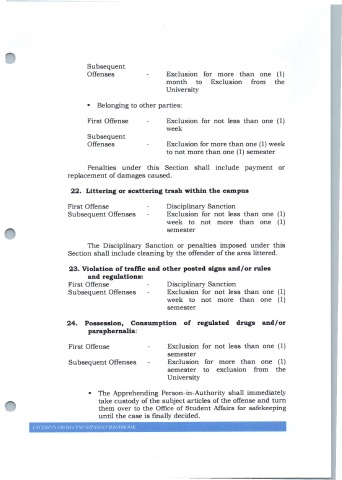 Subsequent
Offenses - Exclusion for more than one (1)
month to Exclusion from the
University
• Belonging to other parties:
First Offense - Exclusion for not less than one (1)
week
Subsequent
Offenses - Exclusion for more than one (1) week
to not more than one (1) semester
Penalties under this Section shall include payment or
replacement of damages caused.
22. Littering or scattering trash within the campus
First Offense - Disciplinary Sanction
Subsequent Offenses - Exclusion for not less than one (1)
week to not more than one (1)
semester
The Disciplinary Sanction or penalties imposed under this
Section shall include cleaning by the offender of the area littered.
23. Violation of traffic and other posted signs and/or rules
and regulations:
First Offense - Disciplinary Sanction
Subsequent Offenses - Exclusion for not less than one (1)
week to not more than one (1)
semester
24. Possession, Consumption of regulated drugs and/or
paraphernalia:
First Offense - Exclusion for not less than one (1)
semester
Subsequent Offenses - Exclusion for more than one (1)
semester to exclusion from the
University
• The Apprehending Person-in-Authority shall immediately
take custody of the subject articles of the offense and turn
them over to the Office of Student Affairs for safekeeping
until the case is finally decided.
STUDENT HANDBOOK